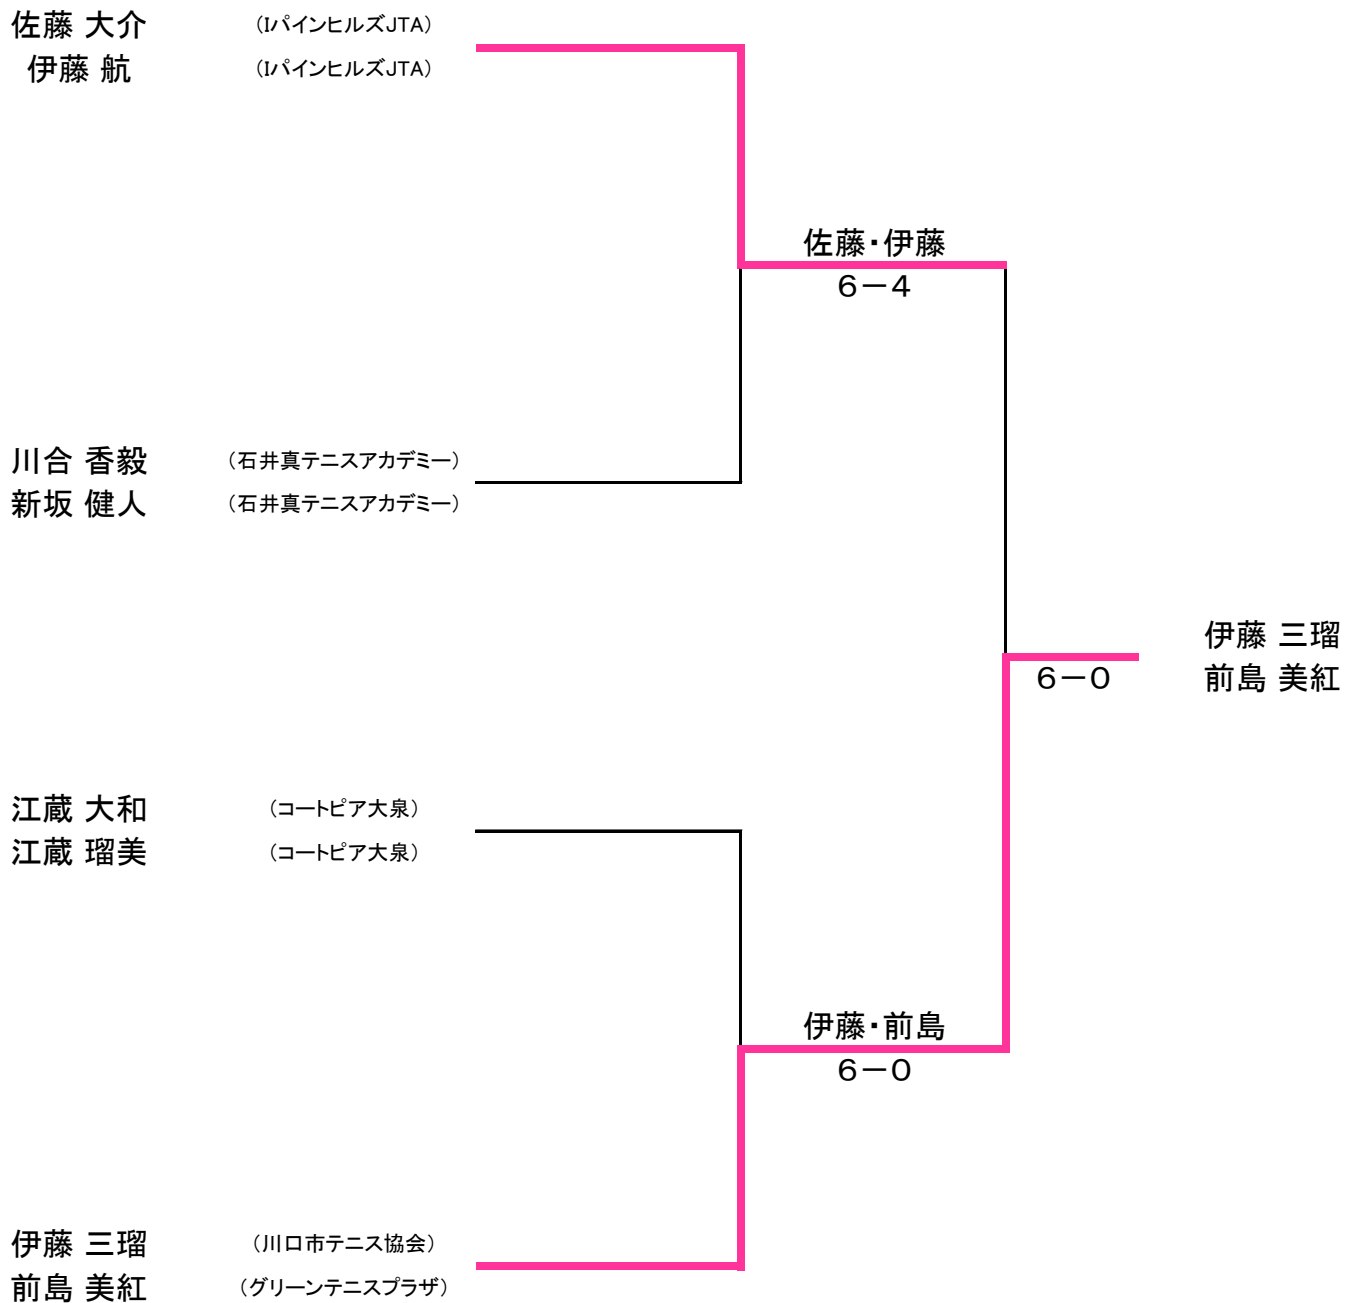 佐藤 大介 （IパインヒルズJTA）
伊藤 航 （IパインヒルズJTA）
佐藤・伊藤
６－４
川合 香毅 （石井真テニスアカデミー）
新坂 健人 （石井真テニスアカデミー）
伊藤 三瑠
前島 美紅
６－０
江蔵 大和 （コートピア大泉）
江蔵 瑠美 （コートピア大泉）
伊藤・前島
６－０
伊藤 三瑠 （川口市テニス協会）
前島 美紅 （グリーンテニスプラザ）